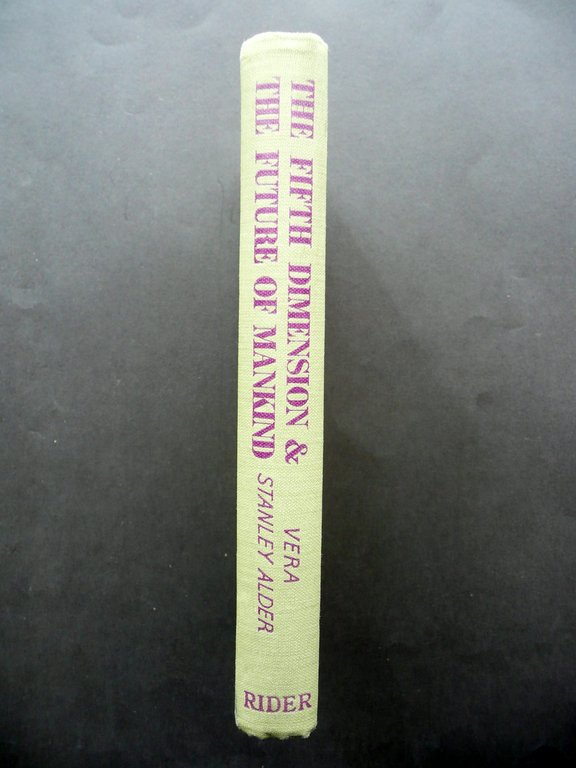 THE FIFTH DIMENSION &
THE FUTURE OF MANKIND
VERA
STANLEY ALDER
RIDER